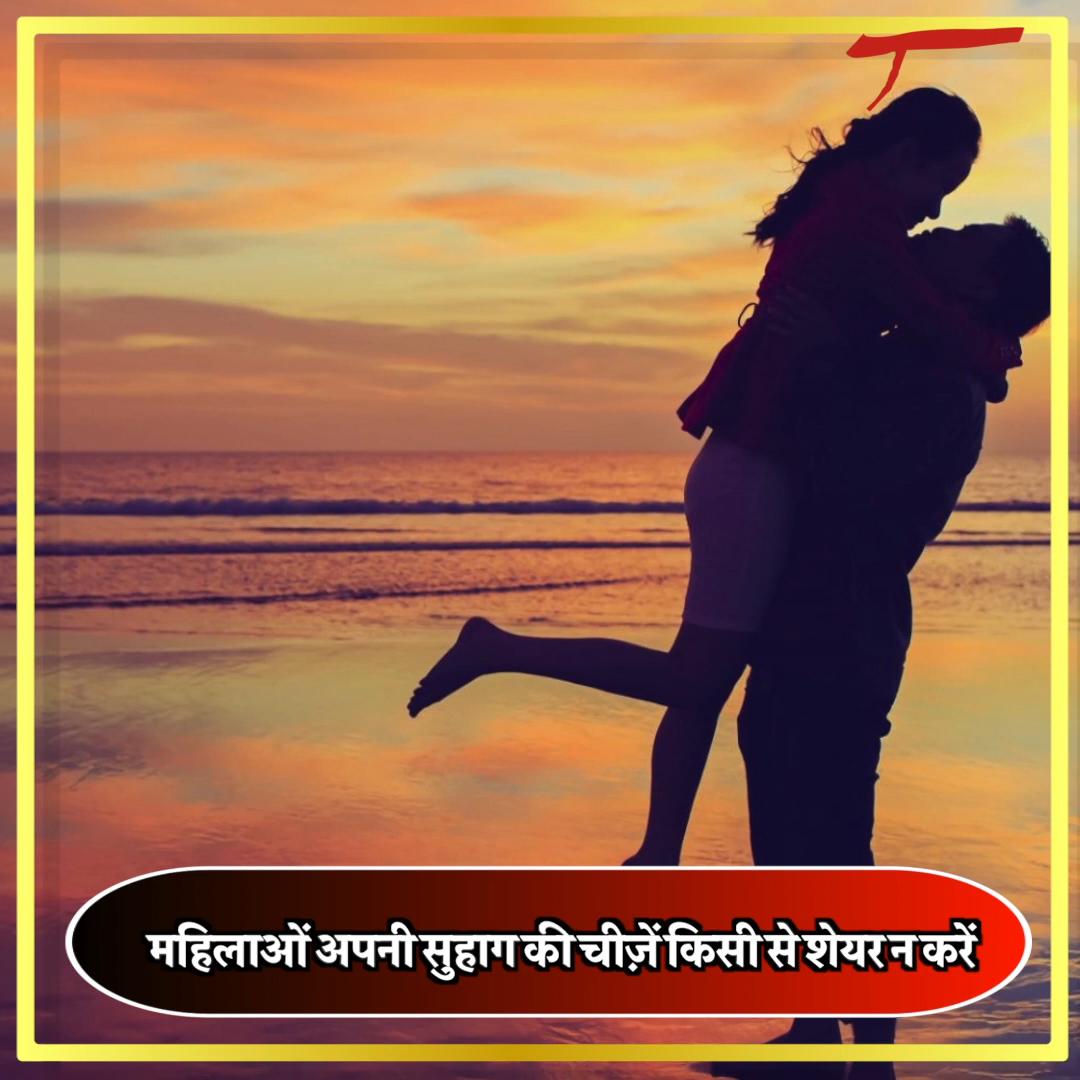 महिलाओं अपनी सुहाग की चीज़ें किसी से शेयर न करें